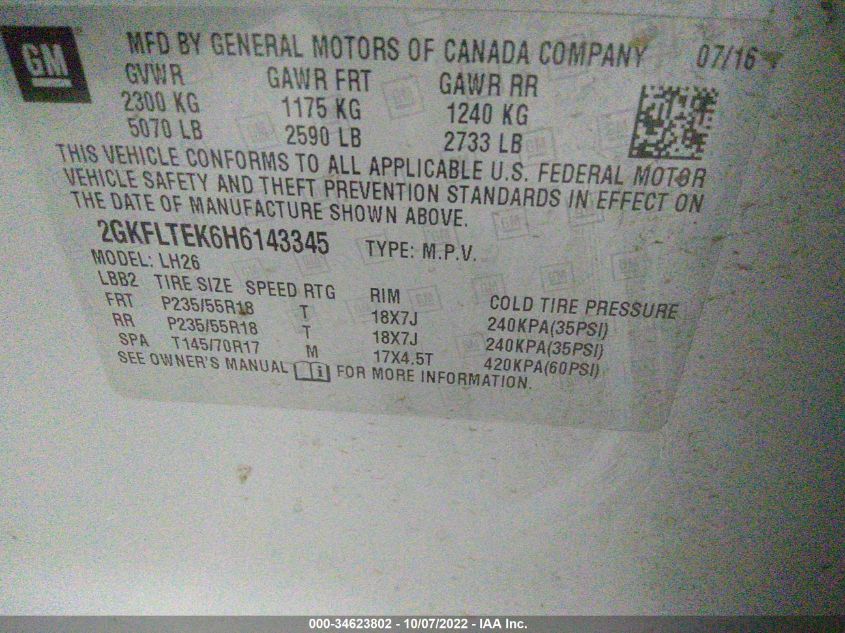 GM
MFD BY GENERAL MOTORS OF CANADA COMPANY 07/16
GVWR GAWR FRT GAWR RR
2300 KG 1175 KG 1240 KG
5070 LB 2590 LB 2733 LB
THIS VEHICLE CONFORMS TO ALL APPLICABLE U.S. FEDERAL MOTOR
VEHICLE SAFETY AND THEFT PREVENTION STANDARDS IN EFFECT ON
THE DATE OF MANUFACTURE SHOWN ABOVE.
2GKFLTEK6H6143345 TYPE: M.P.V.
MODEL: LH26
LBB2 TIRE SIZE SPEED RTG RIM COLD TIRE PRESSURE
FRT P235/55R18 T 18X7J 240KPA(35PSI)
RR P235/55R18 T 18X7J 240KPA(35PSI)
SPA T145/70R17 M 17X4.5T 420KPA(60PSI)
SEE OWNER'S MANUAL FOR MORE INFORMATION.
000-34623802 - 10/07/2022 - IAA Inc.